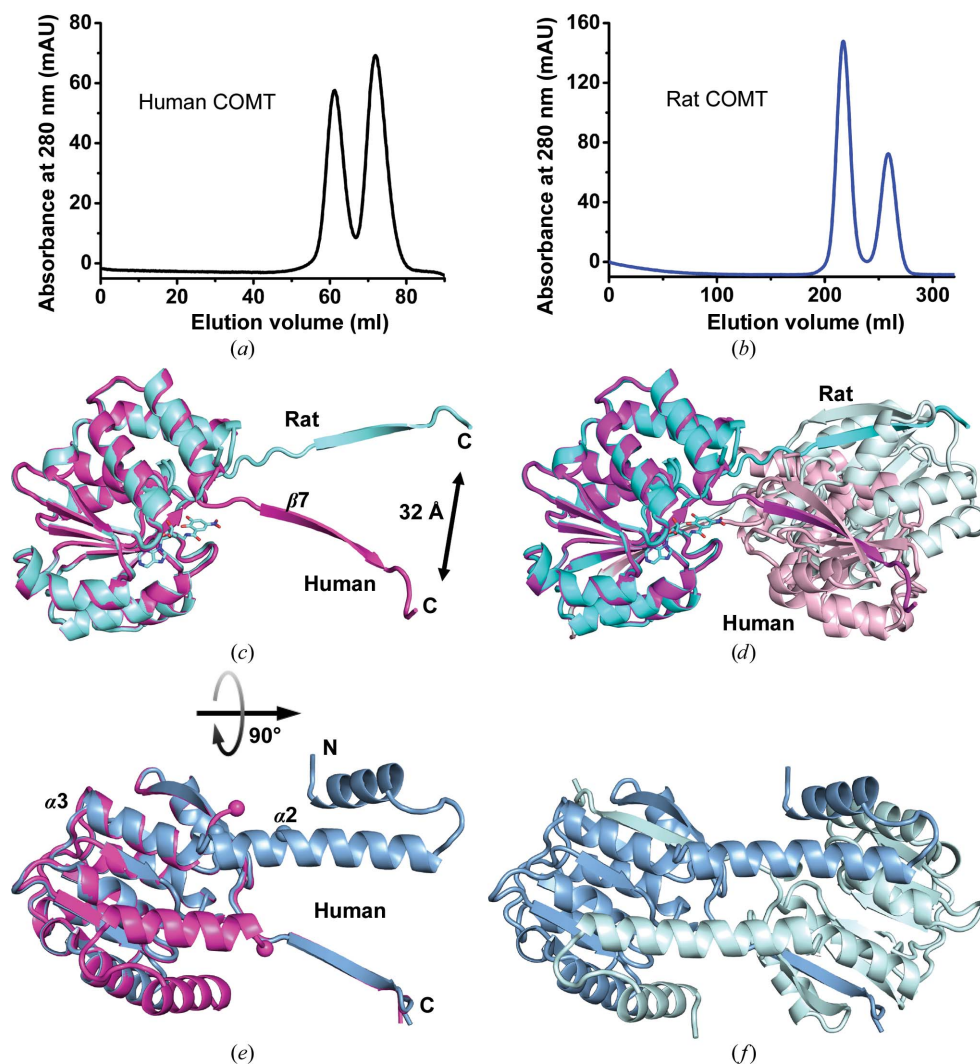 80
60
40
20
0
Absorbance at 280 nm (mAU)
Human COMT
0
20
40
60
80
Elution volume (ml)
(a)
160
120
80
40
0
Absorbance at 280 nm (mAU)
Rat COMT
0
100
200
300
Elution volume (ml)
(b)
Rat
C
β7
32 Å
Human
C
(c)
Rat
Human
(d)
90°
N
α3
α2
Human
C
(e)
(f)